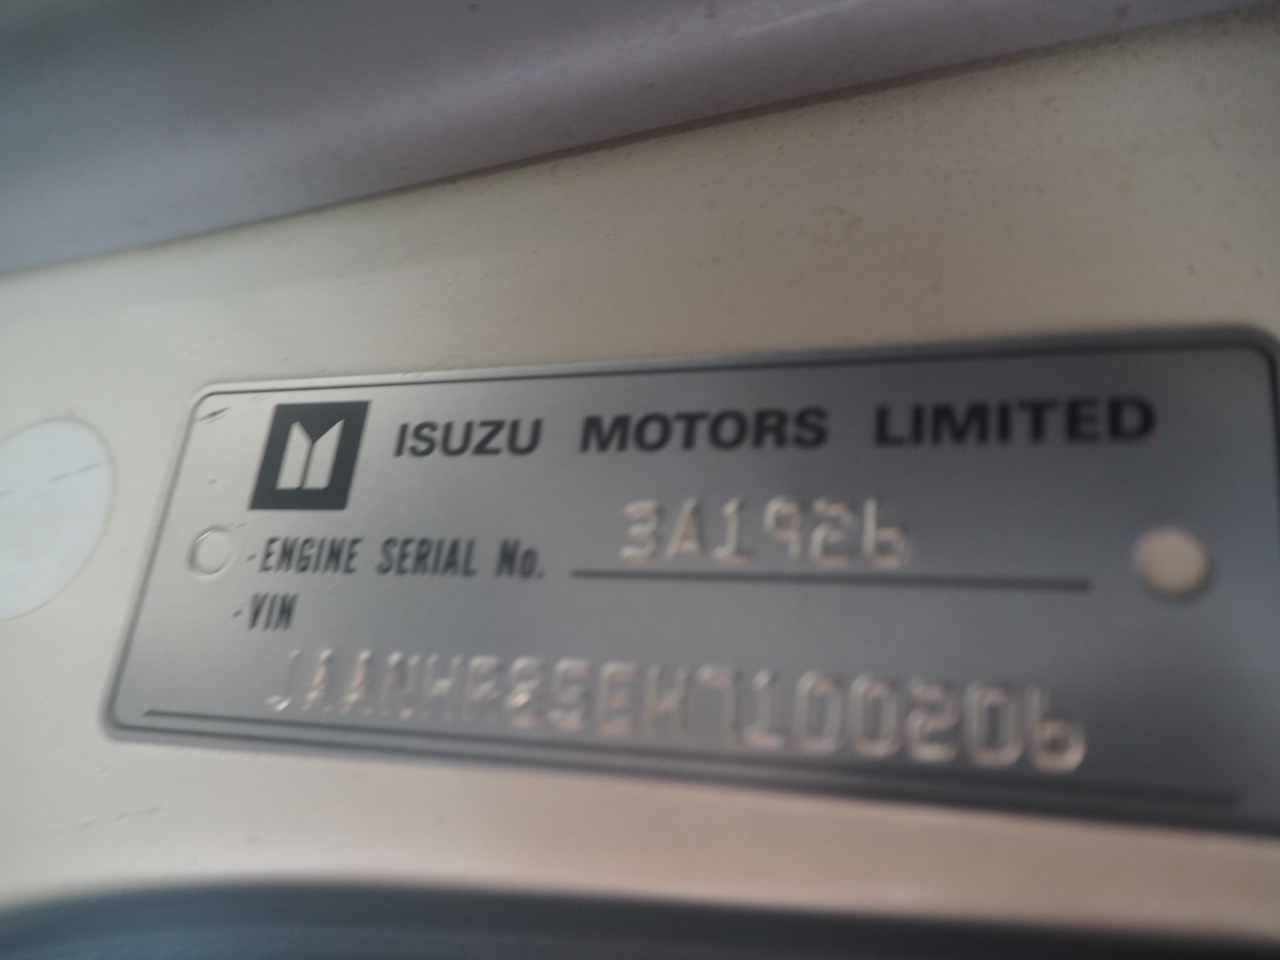 ISUZU MOTORS LIMITED
-ENGINE SERIAL No. 3A1926
-VIN
JAANHR85EH7100206